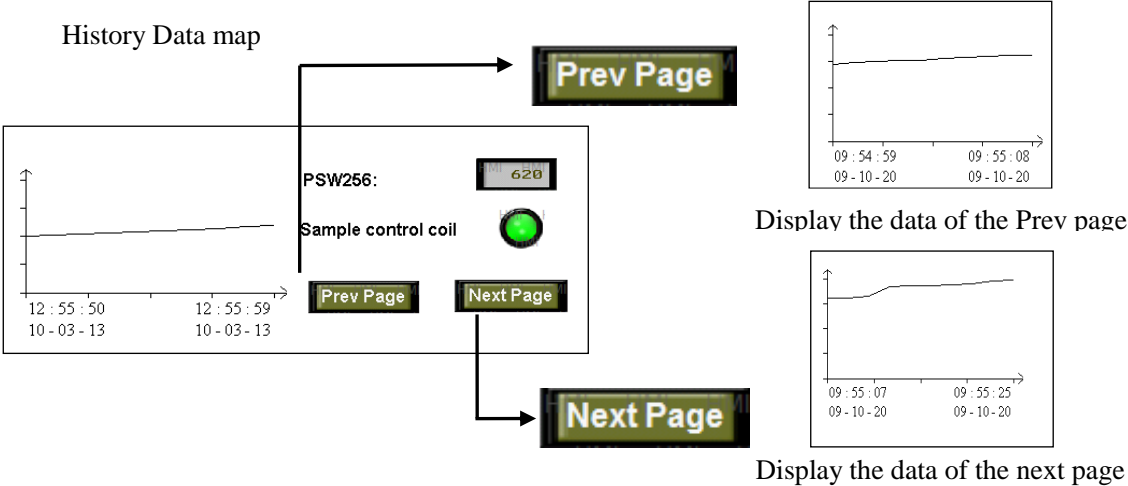 History Data map
Prev Page
09 : 54 : 59 09 : 55 : 08
09 - 10 - 20 09 - 10 - 20
Display the data of the Prev page
PSW256:
620
Sample control coil
Prev Page
Next Page
12 : 55 : 50 12 : 55 : 59
10 - 03 - 13 10 - 03 - 13
09 : 55 : 07 09 : 55 : 25
09 - 10 - 20 09 - 10 - 20
Next Page
Display the data of the next page